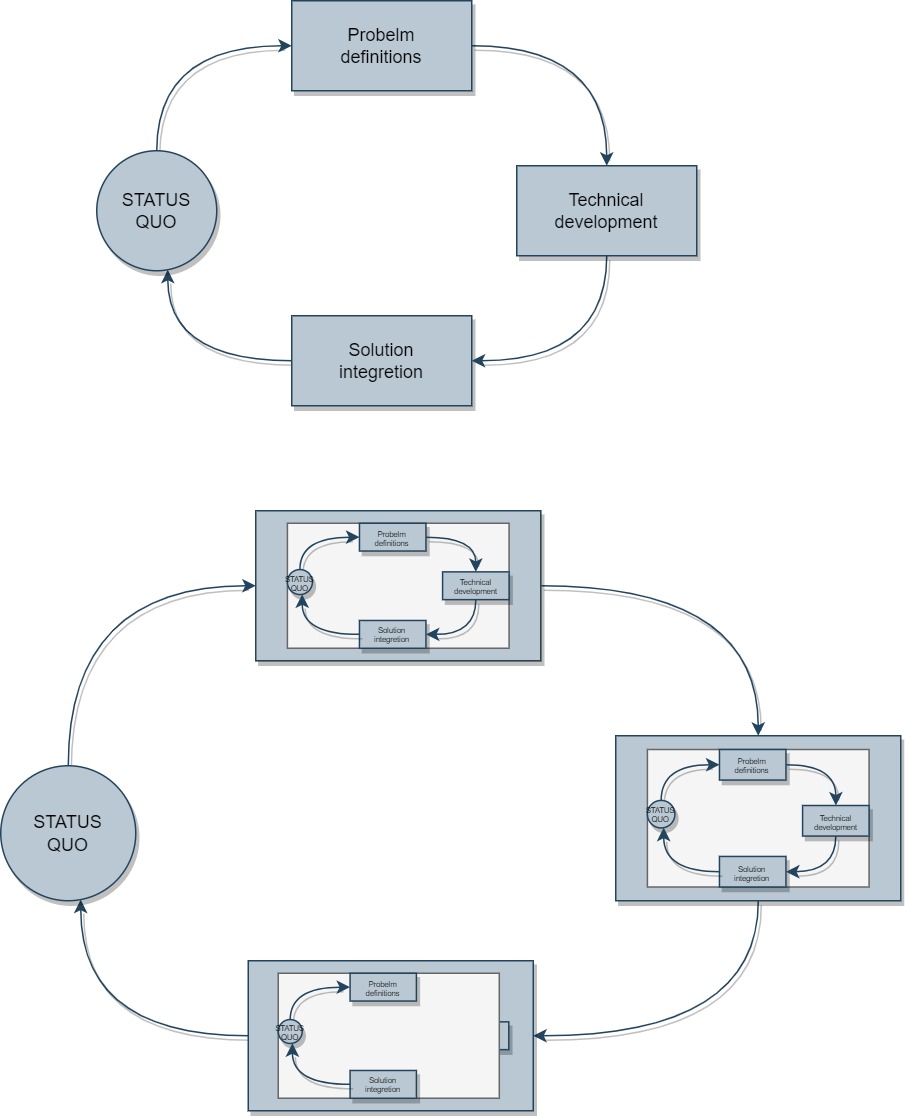 Probelm
definitions
STATUS
QUO
Technical
development
Solution
integretion
Probelm
definitions
STATUS
QUO
Technical
development
Solution
integretion
STATUS
QUO
Probelm
definitions
STATUS
QUO
Technical
development
Solution
integretion
Probelm
definitions
STATUS
QUO
Solution
integretion